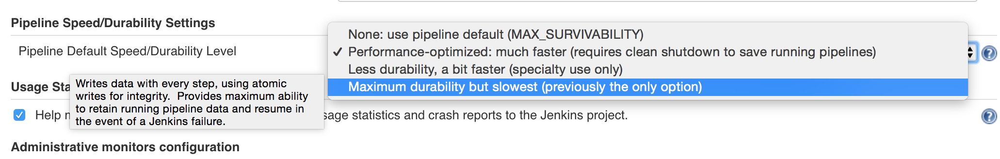 Pipeline Speed/Durability Settings
Pipeline Default Speed/Durability Level
None: use pipeline default (MAX_SURVIVABILITY)
✓ Performance-optimized: much faster (requires clean shutdown to save running pipelines)
Less durability, a bit faster (specialty use only)
Maximum durability but slowest (previously the only option)
Usage Sta
Writes data with every step, using atomic
writes for integrity.  Provides maximum ability
to retain running pipeline data and resume in
the event of a Jenkins failure.
Help
sage statistics and crash reports to the Jenkins project.
Administrative monitors configuration